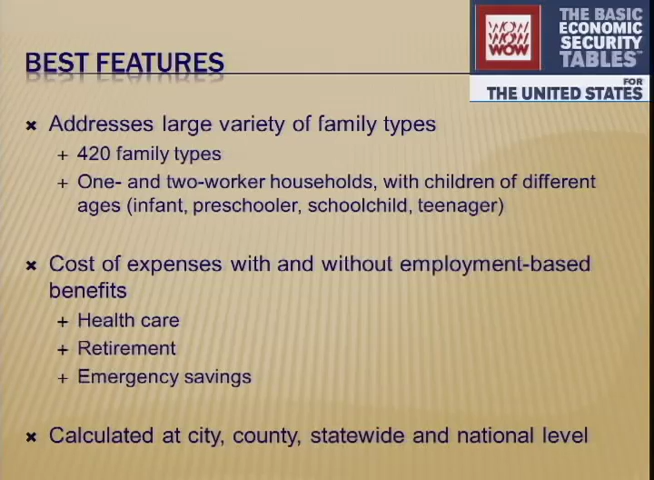 THE BASIC
ECONOMIC
SECURITY
TABLES™
WOW
FOR
THE UNITED STATES
BEST FEATURES
× Addresses large variety of family types
+ 420 family types
+ One- and two-worker households, with children of different
ages (infant, preschooler, schoolchild, teenager)
× Cost of expenses with and without employment-based
benefits
+ Health care
+ Retirement
+ Emergency savings
× Calculated at city, county, statewide and national level